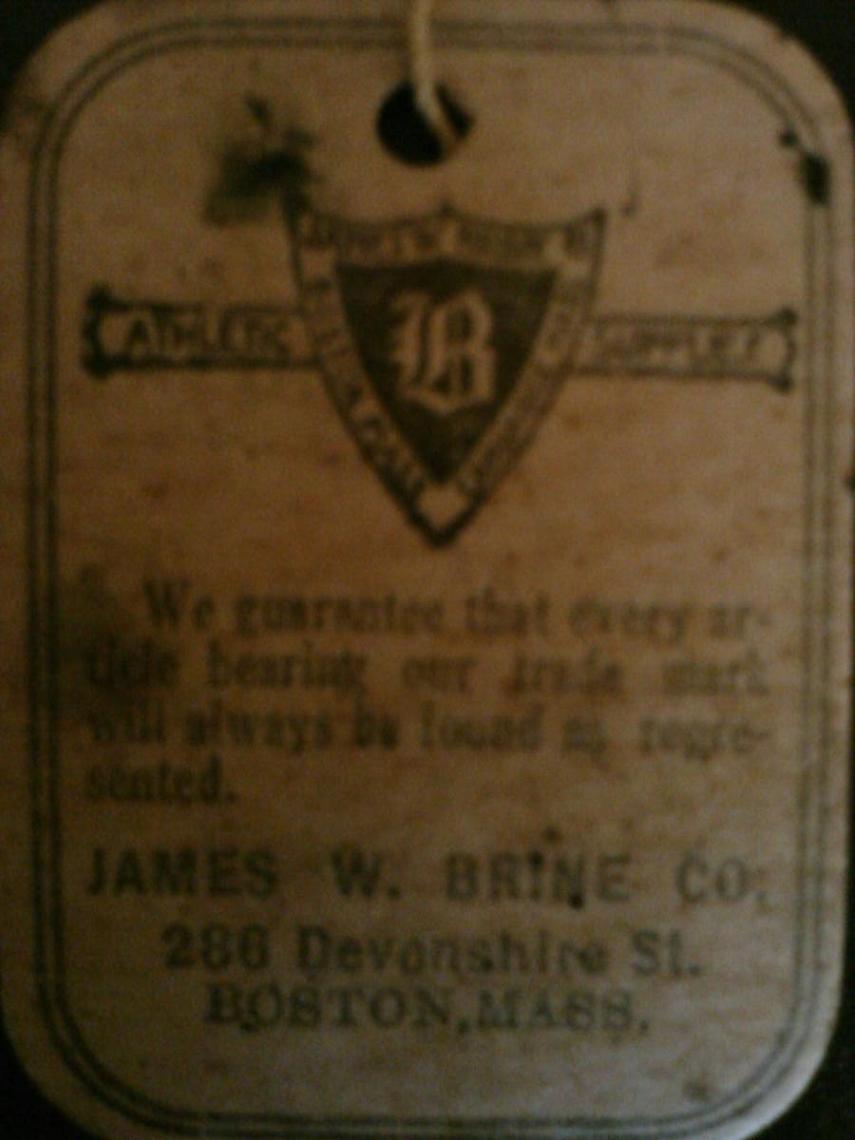 ATHLETIC
B
We guarantee that every ar-
ticle bearing our trade mark
will always be found as repre-
sented.
JAMES W. BRINE CO.
286 Devonshire St.
BOSTON, MASS.